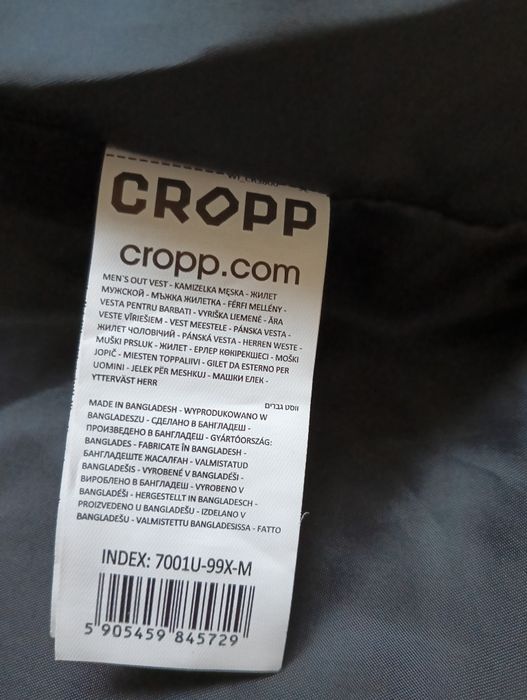 CROPP
cropp.com
MEN`S OUT VEST - KAMIZELKA MĘSKA - ЖИЛЕТ
МУЖСКОЙ - МЪЖКА ЖИЛЕТКА - FÉRFI MELLÉNY -
VESTA PENTRU BARBATI - VYRIŠKA LIEMENĖ - ĀRA
VESTE VĪRIEŠIEM - VEST MEESTELE - PÁNSKA VESTA -
ЖИЛЕТ ЧОЛОВІЧИЙ - PÁNSKÁ VESTA - HERREN WESTE -
MUŠKI PRSLUK - ЖИЛЕТ - ЕРЛЕР КӨКІРЕКШЕСІ - MOŠKI
JOPIČ - MIESTEN TOPPALIIVI - GILET DA ESTERNO PER
UOMINI - JELEK PËR MESHKUJ - МАШКИ ЕЛЕК -
YTTERVÄST HERR
ווסט גברים
MADE IN BANGLADESH - WYPRODUKOWANO W
BANGLADESZU - СДЕЛАНО В БАНГЛАДЕШ -
ПРОИЗВЕДЕНО В БАНГЛАДЕШ - GYÁRTÓORSZÁG:
BANGLADES - FABRICATE ÎN BANGLADESH -
БАНГЛАДЕШТЕ ЖАСАЛҒАН - VALMISTATUD
BANGLADEŠIS - VYROBENÉ V BANGLADÉŠI -
ВИРОБЛЕНО В БАНГЛАДЕШ - VYROBENO V
BANGLADÉŠI - HERGESTELLT IN BANGLADESCH -
PROIZVEDENO U BANGLADEŠU - IZDELANO V
BANGLADEŠU - VALMISTETTU BANGLADESISSA - FATTO
INDEX: 7001U-99X-M
5 905459 845729